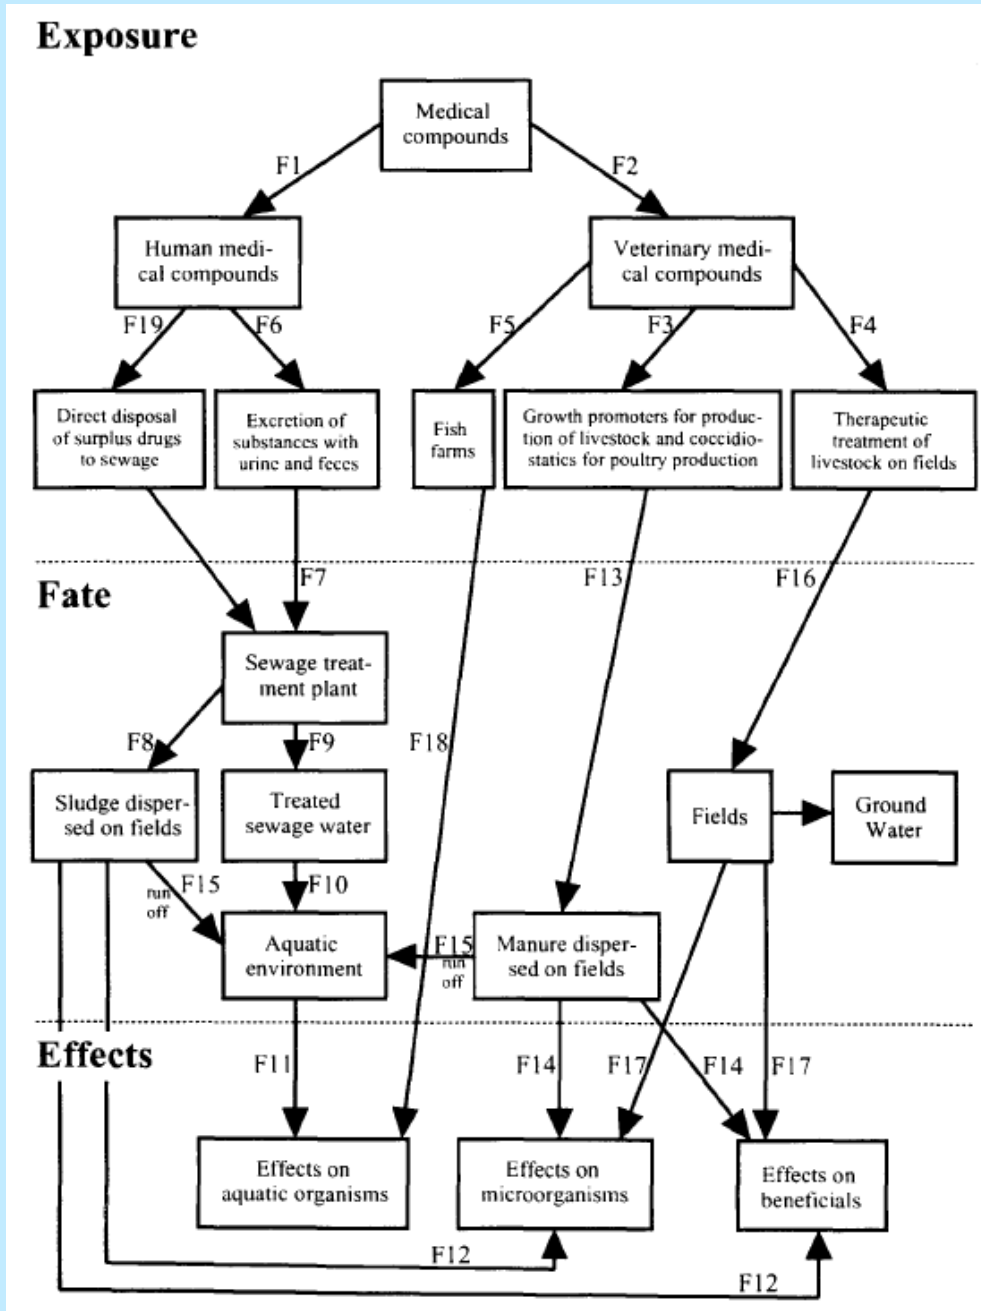 Exposure
Medical
compounds
F1
F2
Human medi-
cal compounds
Veterinary medi-
cal compounds
F19
F6
F5
F3
F4
Direct disposal
of surplus drugs
to sewage
Excretion of
substances with
urine and feces
Fish
farms
Growth promoters for produc-
tion of livestock and coccidio-
statics for poultry production
Therapeutic
treatment of
livestock on fields
F7
F13
F16
Fate
Sewage treat-
ment plant
F8
F9
F18
Sludge disper-
sed on fields
Treated
sewage water
Fields
Ground
Water
F15
run
off
F10
Aquatic
environment
F15
run
off
Manure disper-
sed on fields
Effects
F11
F14
F17
F14
F17
Effects on
aquatic organisms
Effects on
microorganisms
Effects on
beneficials
F12
F12